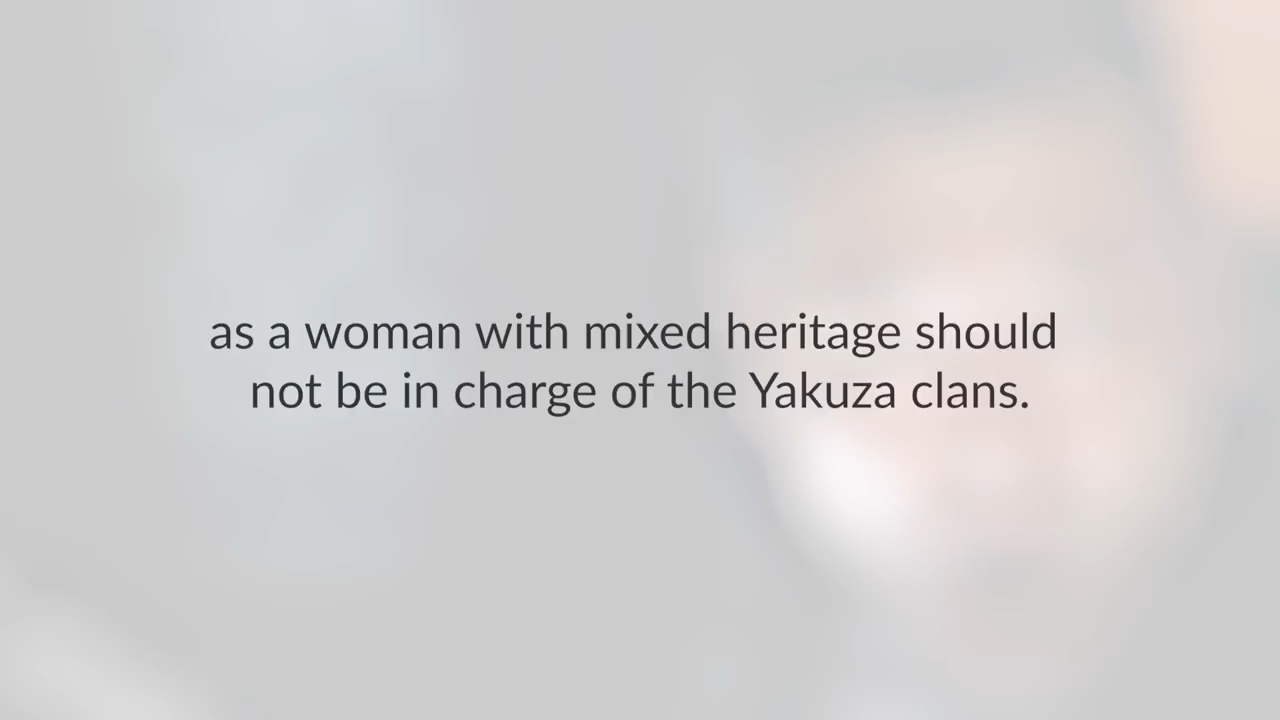 as a woman with mixed heritage should
not be in charge of the Yakuza clans.